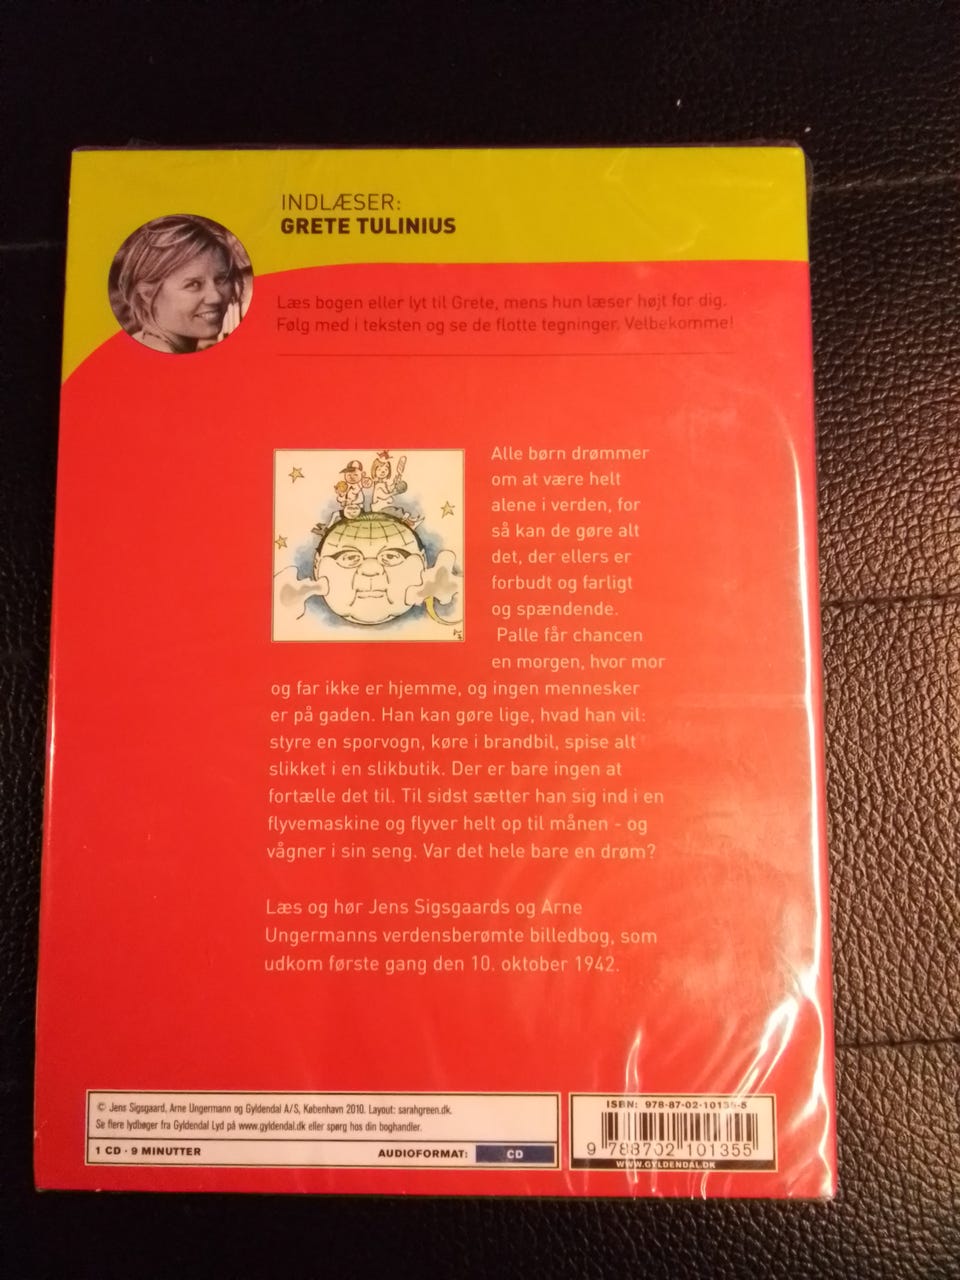 INDLÆSER:
GRETE TULINIUS
Læs bogen eller lyt til Grete, mens hun læser højt for dig.
Følg med i teksten og se de flotte tegninger. Velbekomme!
Alle børn drømmer
om at være helt
alene i verden, for
så kan de gøre alt
det, der ellers er
forbudt og farligt
og spændende.
Palle får chancen
en morgen, hvor mor
og far ikke er hjemme, og ingen mennesker
er på gaden. Han kan gøre lige, hvad han vil:
styre en sporvogn, køre i brandbil, spise alt
slikket i en slikbutik. Der er bare ingen at
fortælle det til. Til sidst sætter han sig ind i en
flyvemaskine og flyver helt op til månen - og
vågner i sin seng. Var det hele bare en drøm?
Læs og hør Jens Sigsgaards og Arne
Ungermanns verdensberømte billedbog, som
udkom første gang den 10. oktober 1942.
© Jens Sigsgaard, Arne Ungermann og Gyldendal A/S, København 2010. Layout: sarahgreen.dk.
Se flere lydbøger fra Gyldendal Lyd på www.gyldendal.dk eller spørg hos din boghandler.
1 CD · 9 MINUTTER
AUDIOFORMAT: CD
ISBN: 978-87-02-10135-5
9 788702 101355
WWW.GYLDENDAL.DK